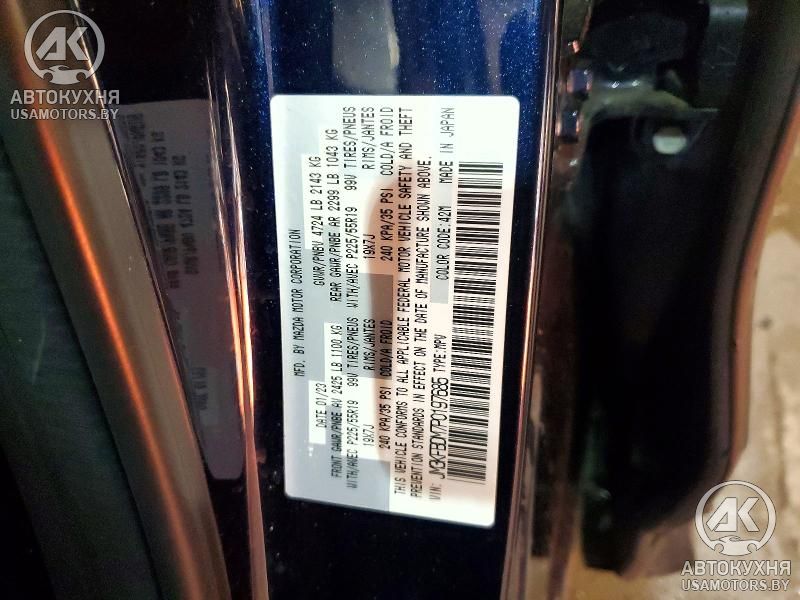 AK
АВТОКУХНЯ
USAMOTORS.BY
MFD. BY MAZDA MOTOR CORPORATION
DATE 01/23 GVWR/PNBV 4724 LB 2143 KG
FRONT GAWR/PNBE AV 2425 LB 1100 KG REAR GAWR/PNBE AR 2299 LB 1043 KG
WITH/AVEC P225/55R19 99V TIRES/PNEUS WITH/AVEC P225/55R19 99V TIRES/PNEUS
19X7J RIMS/JANTES 19X7J RIMS/JANTES
240 KPA/35 PSI COLD/A FROID 240 KPA/35 PSI COLD/A FROID
THIS VEHICLE CONFORMS TO ALL APPLICABLE FEDERAL MOTOR VEHICLE SAFETY AND THEFT
PREVENTION STANDARDS IN EFFECT ON THE DATE OF MANUFACTURE SHOWN ABOVE.
VIN: JM3KFBDM7P0197685 TYPE:MPV COLOR CODE:42M MADE IN JAPAN
AK
АВТОКУХНЯ
USAMOTORS.BY